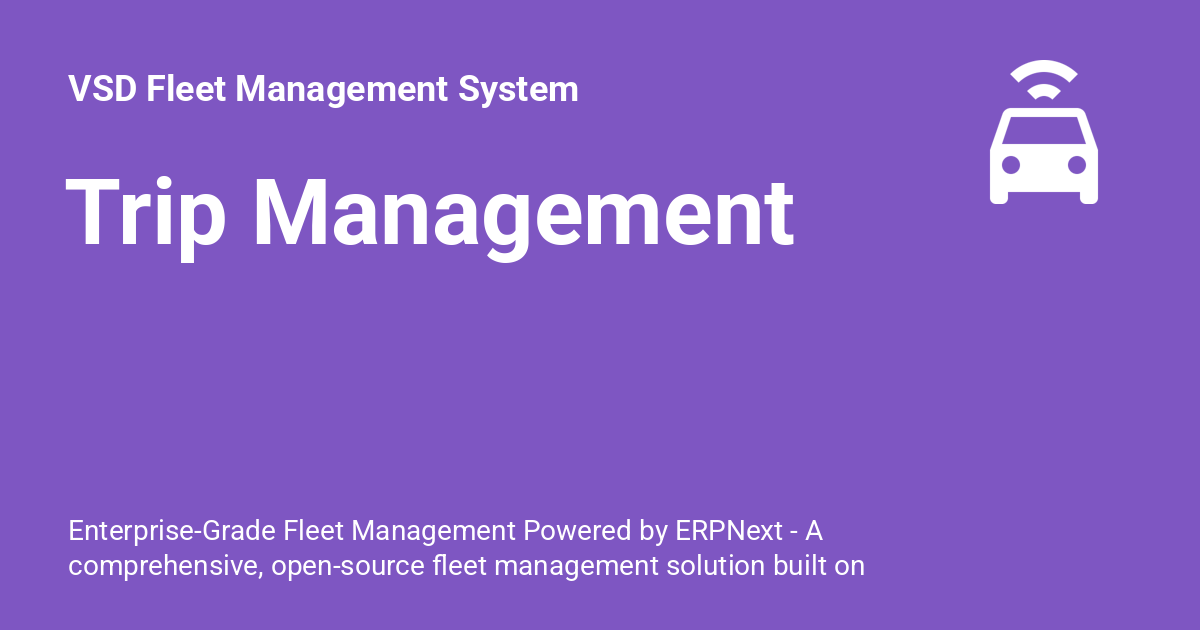 VSD Fleet Management System
Trip Management
Enterprise-Grade Fleet Management Powered by ERPNext - A
comprehensive, open-source fleet management solution built on